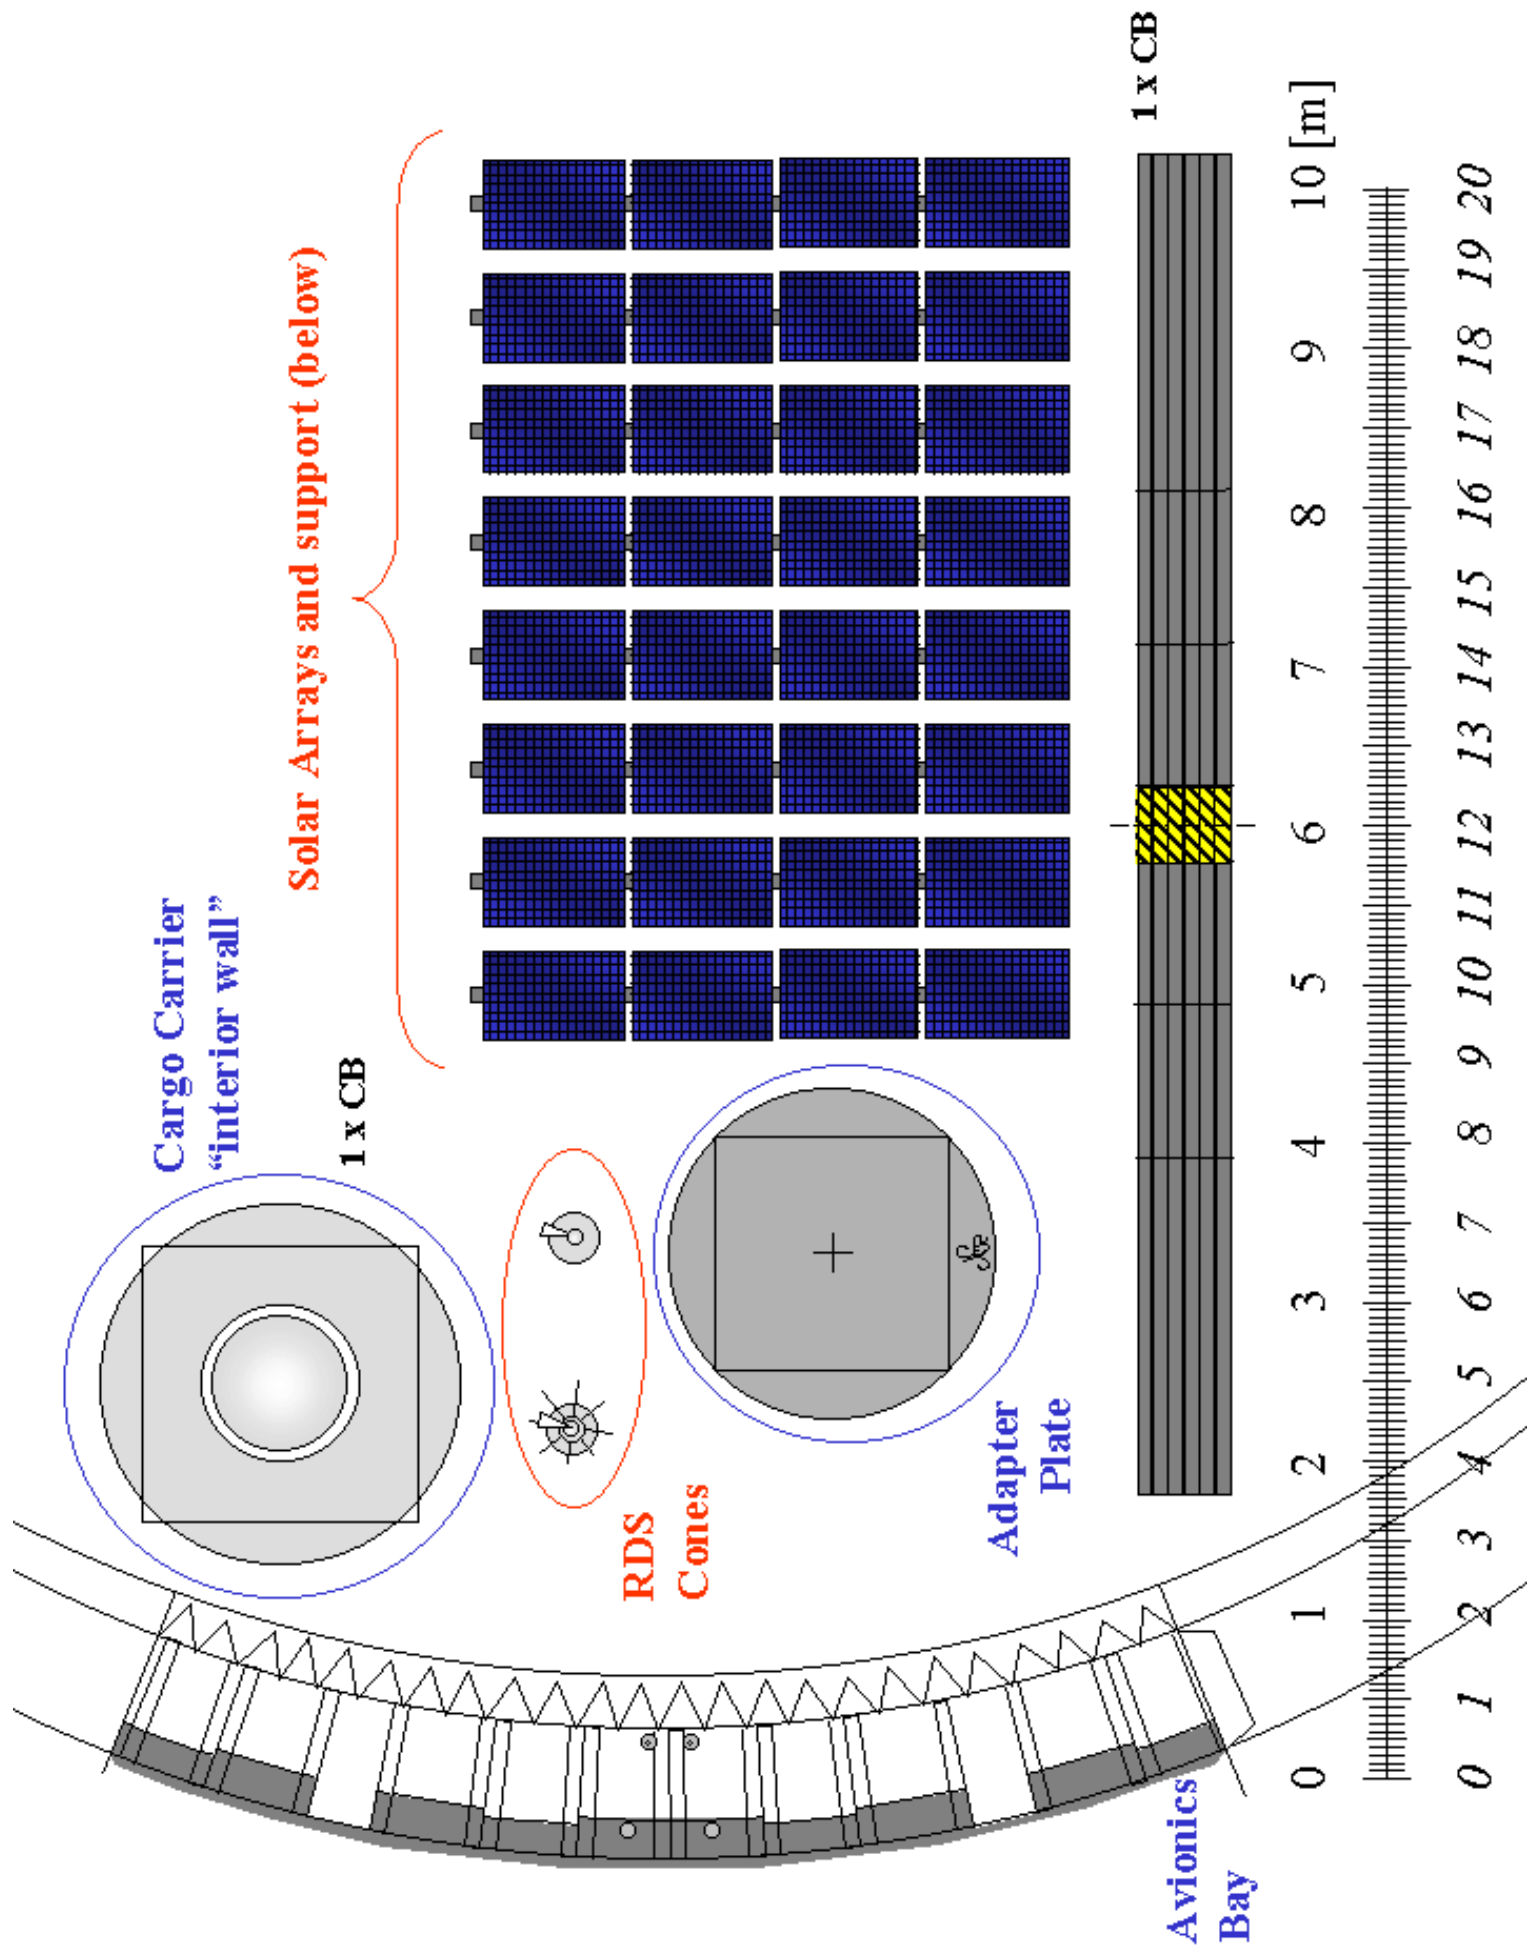 Cargo Carrier
“interior wall”
1 x CB
Solar Arrays and support (below)
RDS
Cones
Adapter
Plate
1 x CB
Avionics
Bay
0 1 2 3 4 5 6 7 8 9 10 [m]
0 1 2 3 4 5 6 7 8 9 10 11 12 13 14 15 16 17 18 19 20